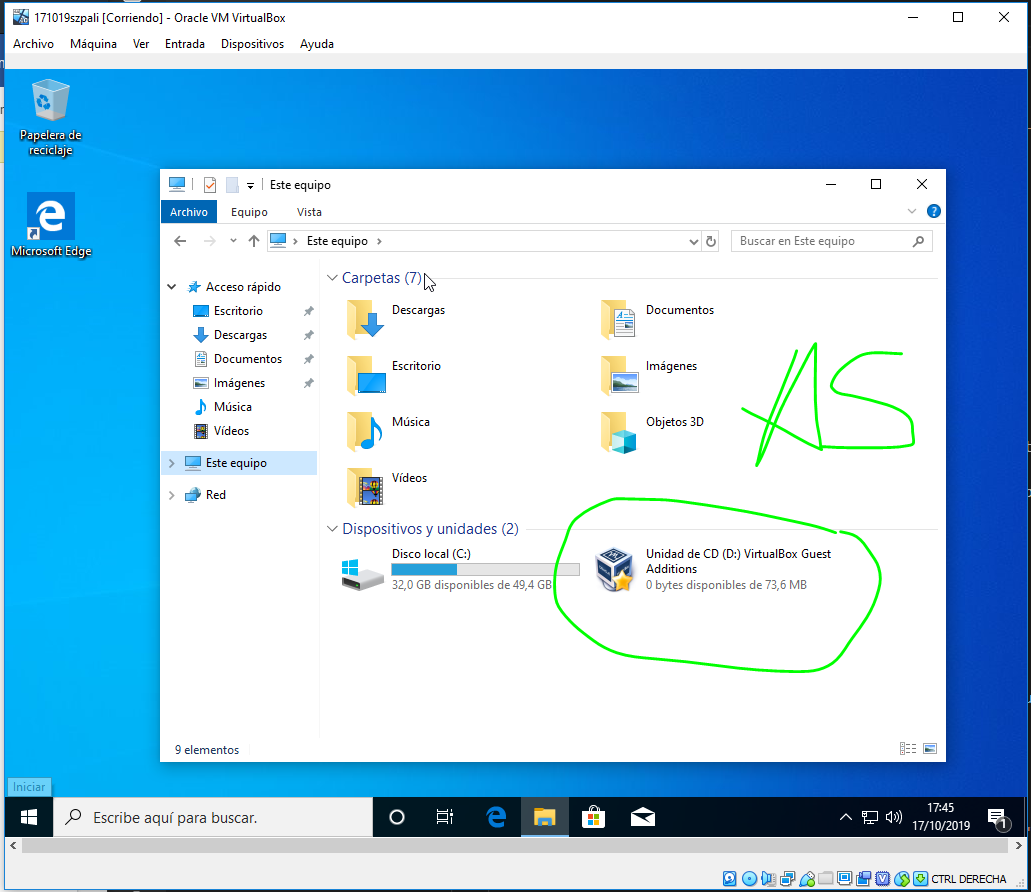 171019szpali [Corriendo] - Oracle VM VirtualBox
Archivo Máquina Ver Entrada Dispositivos Ayuda
Papelera de
reciclaje
Microsoft Edge
Este equipo
Archivo Equipo Vista
Este equipo
Buscar en Este equipo
Acceso rápido
Escritorio
Descargas
Documentos
Imágenes
Música
Vídeos
Este equipo
Red
Carpetas (7)
Descargas
Documentos
Escritorio
Imágenes
Música
Objetos 3D
Vídeos
AS
Dispositivos y unidades (2)
Disco local (C:)
32,0 GB disponibles de 49,4 GB
Unidad de CD (D:) VirtualBox Guest
Additions
0 bytes disponibles de 73,6 MB
9 elementos
Iniciar
Escribe aquí para buscar.
17:45
17/10/2019
1
CTRL DERECHA